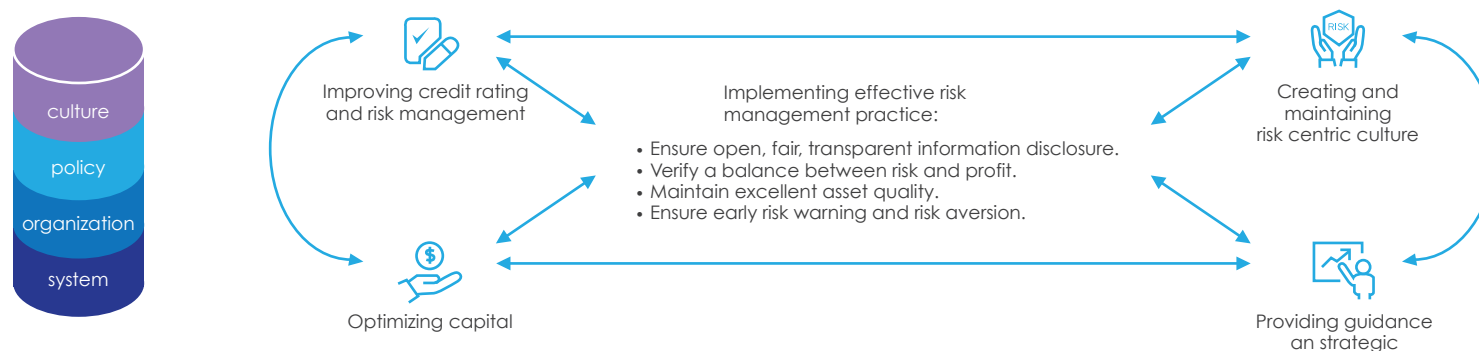 culture
policy
organization
system
Improving credit rating
and risk management
Implementing effective risk
management practice:
• Ensure open, fair, transparent information disclosure.
• Verify a balance between risk and profit.
• Maintain excellent asset quality.
• Ensure early risk warning and risk aversion.
RISK
Creating and
maintaining
risk centric culture
$
Optimizing capital
Providing guidance
an strategic